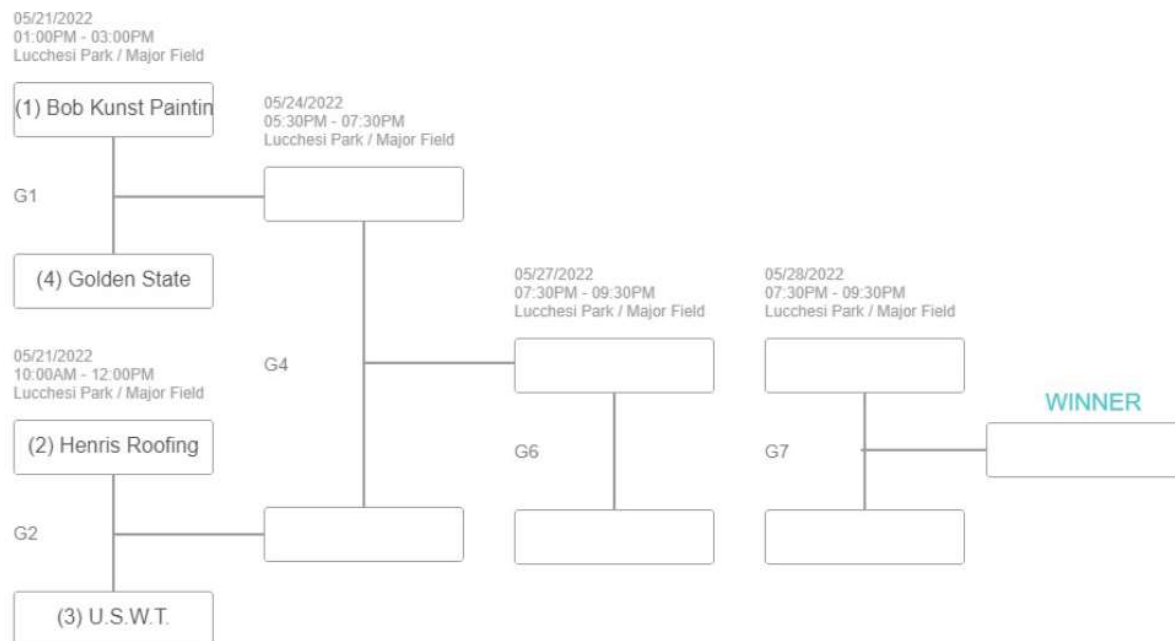 05/21/2022
01:00PM - 03:00PM
Lucchesi Park / Major Field
(1) Bob Kunst Paintin
G1
(4) Golden State
05/21/2022
10:00AM - 12:00PM
Lucchesi Park / Major Field
(2) Henris Roofing
G2
(3) U.S.W.T.
05/24/2022
05:30PM - 07:30PM
Lucchesi Park / Major Field
G4
05/27/2022
07:30PM - 09:30PM
Lucchesi Park / Major Field
G6
05/28/2022
07:30PM - 09:30PM
Lucchesi Park / Major Field
G7
WINNER